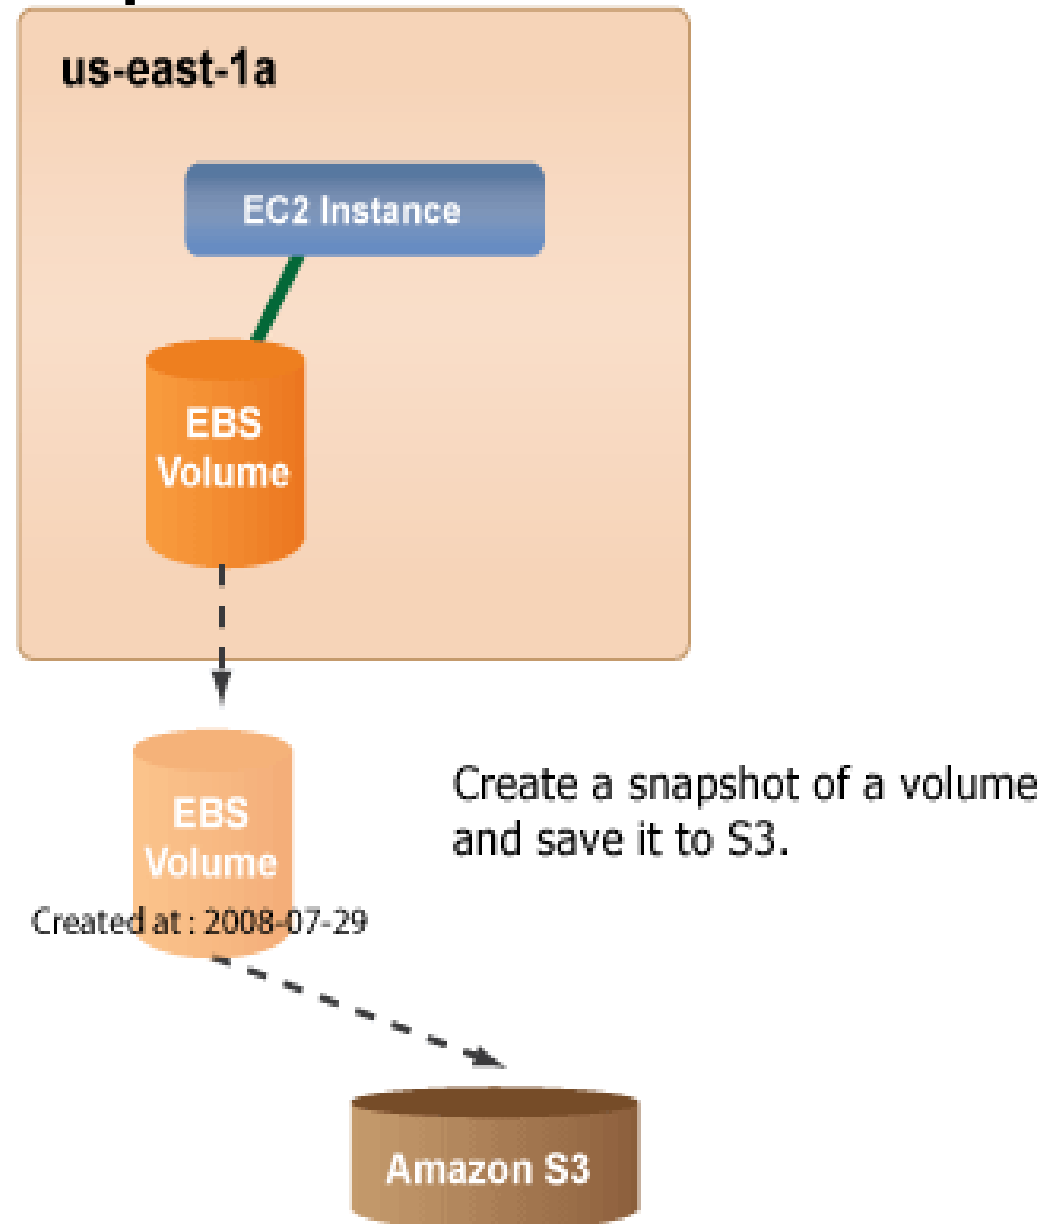 us-east-1a
EC2 Instance
EBS
Volume
EBS
Volume
Created at : 2008-07-29
Create a snapshot of a volume
and save it to S3.
Amazon S3